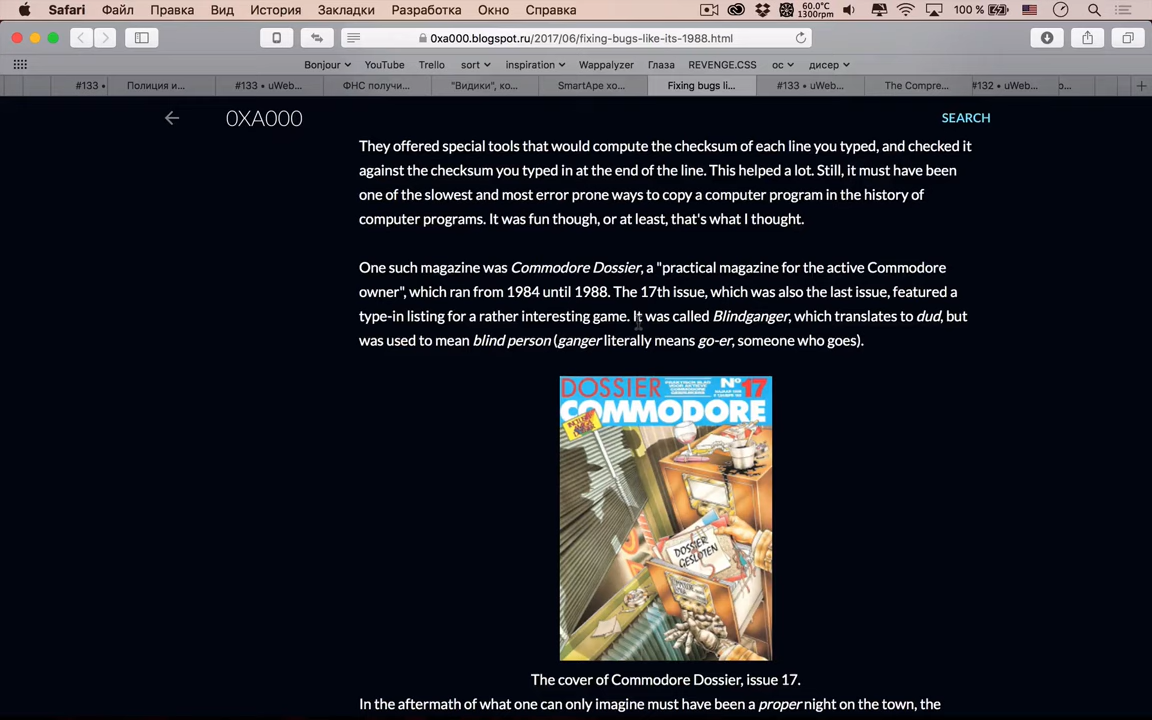 Safari Файл Правка Вид История Закладки Разработка Окно Справка 60.0°C 1300rpm 100 %
0xa000.blogspot.ru/2017/06/fixing-bugs-like-its-1988.html
Bonjour YouTube Trello sort inspiration Wappalyzer Глаза REVENGE.CSS ос дисер
#133 • Полиция и... #133 • uWeb... ФНС получи... "Видики", ко... SmartApe хо... Fixing bugs li... #133 • uWeb... The Compre... #132 • uWeb...
0XA000 SEARCH
They offered special tools that would compute the checksum of each line you typed, and checked it
against the checksum you typed in at the end of the line. This helped a lot. Still, it must have been
one of the slowest and most error prone ways to copy a computer program in the history of
computer programs. It was fun though, or at least, that's what I thought.
One such magazine was Commodore Dossier, a "practical magazine for the active Commodore
owner", which ran from 1984 until 1988. The 17th issue, which was also the last issue, featured a
type-in listing for a rather interesting game. It was called Blindganger, which translates to dud, but
was used to mean blind person (ganger literally means go-er, someone who goes).
DOSSIER
No 17
COMMODORE
DOSSIER
GESLOTEN
The cover of Commodore Dossier, issue 17.
In the aftermath of what one can only imagine must have been a proper night on the town, the